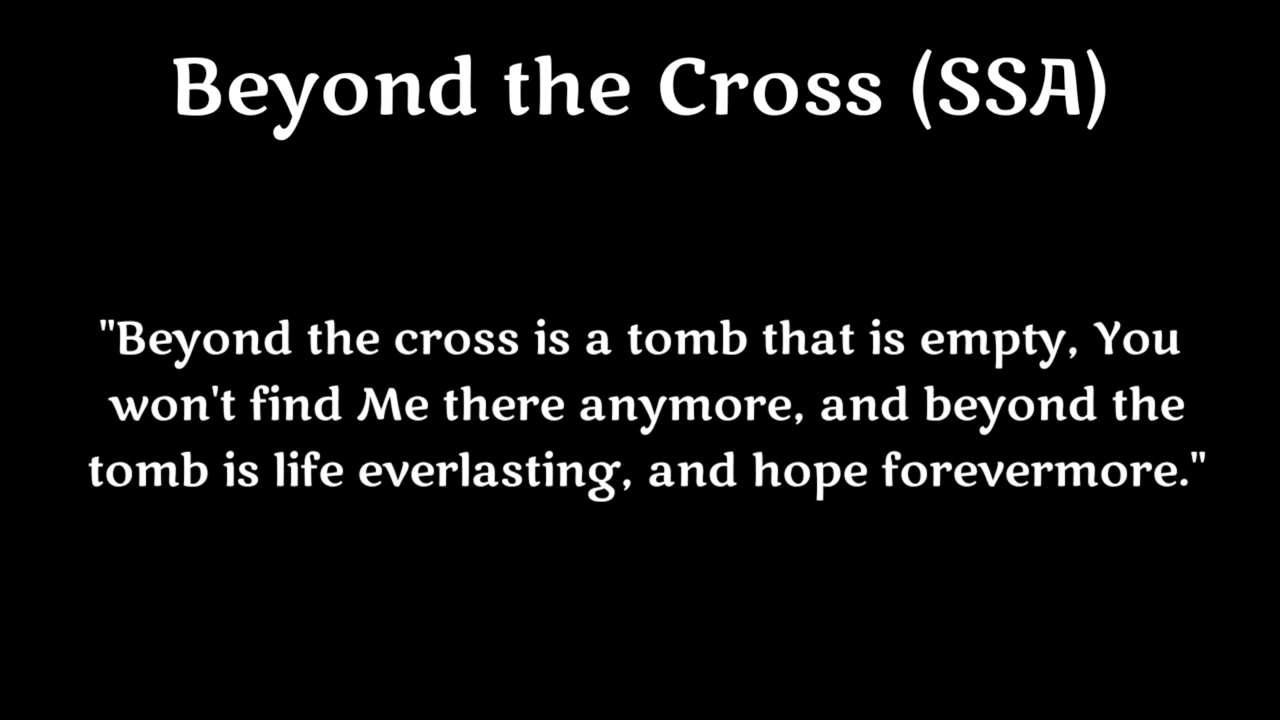 Beyond the Cross (SSA)
"Beyond the cross is a tomb that is empty, You
won't find Me there anymore, and beyond the
tomb is life everlasting, and hope forevermore."